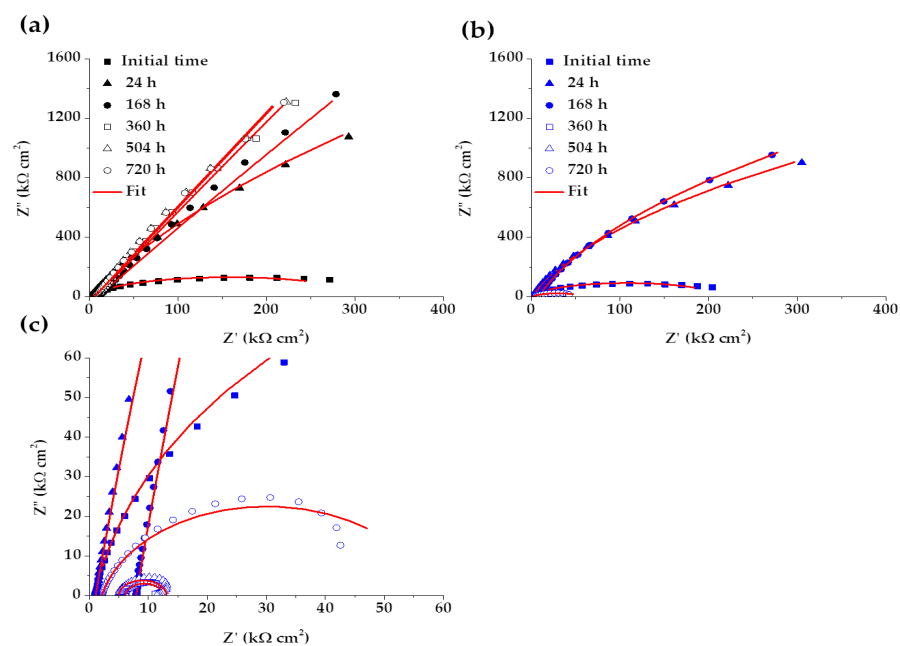 (a)
1600
1200
800
400
0
Z'' (kΩ cm²)
0
100
200
300
400
Z' (kΩ cm²)
Initial time
24 h
168 h
360 h
504 h
720 h
Fit
(b)
1600
1200
800
400
0
Z'' (kΩ cm²)
0
100
200
300
400
Z' (kΩ cm²)
Initial time
24 h
168 h
360 h
504 h
720 h
Fit
(c)
60
50
40
30
20
10
0
Z'' (kΩ cm²)
0
10
20
30
40
50
60
Z' (kΩ cm²)